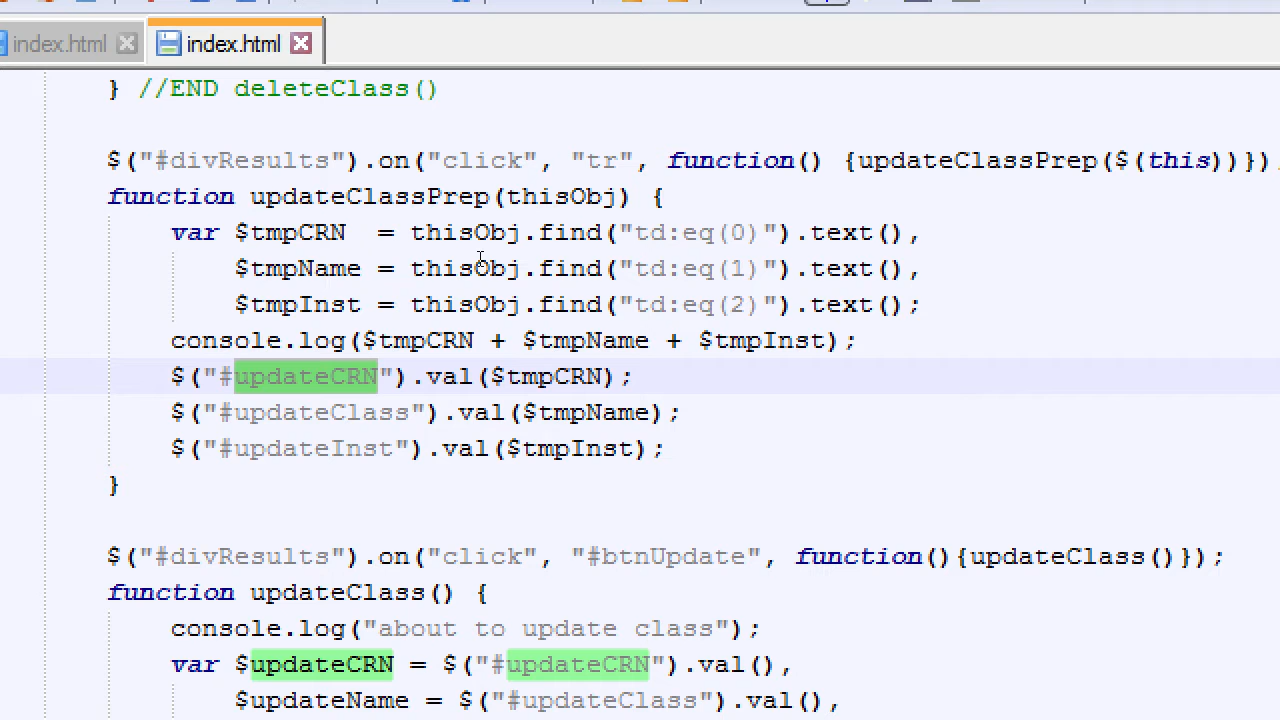 index.html index.html
} //END deleteClass()
$("#divResults").on("click", "tr", function() {updateClassPrep($(this))})
function updateClassPrep(thisObj) {
var $tmpCRN = thisObj.find("td:eq(0)").text(),
$tmpName = thisObj.find("td:eq(1)").text(),
$tmpInst = thisObj.find("td:eq(2)").text();
console.log($tmpCRN + $tmpName + $tmpInst);
$("#updateCRN").val($tmpCRN);
$("#updateClass").val($tmpName);
$("#updateInst").val($tmpInst);
}
$("#divResults").on("click", "#btnUpdate", function(){updateClass()});
function updateClass() {
console.log("about to update class");
var $updateCRN = $("#updateCRN").val(),
$updateName = $("#updateClass").val(),